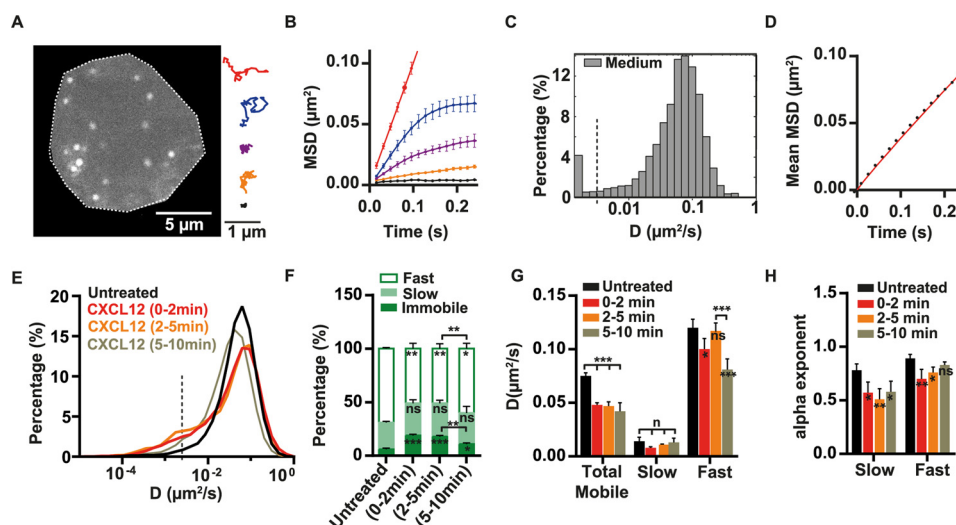 A
5 µm
1 µm
B
MSD (µm²)
0.10
0.05
0.00
0.0 0.1 0.2
Time (s)
C
Percentage (%)
12
8
4
0
Medium
0.01 0.1 1
D (µm²/s)
D
Mean MSD (µm²)
0.10
0.05
0.00
0.0 0.1 0.2
Time (s)
E
Percentage (%)
20
15
10
5
0
Untreated
CXCL12 (0-2min)
CXCL12 (2-5min)
CXCL12 (5-10min)
10⁻⁴ 10⁻² 10⁰
D (µm²/s)
F
Fast
Slow
Immobile
Percentage (%)
150
100
50
0
**
** ** *
ns ns ns
**
*** *** *
Untreated
(0-2min)
(2-5min)
(5-10min)
G
D(µm²/s)
0.15
0.10
0.05
0.00
Untreated
0-2 min
2-5 min
5-10 min
***
n
***
* ns ***
Total
Mobile
Slow
Fast
H
alpha exponent
1.5
1.0
0.5
0.0
Untreated
0-2 min
2-5 min
5-10 min
* ** *
** * ns
Slow Fast